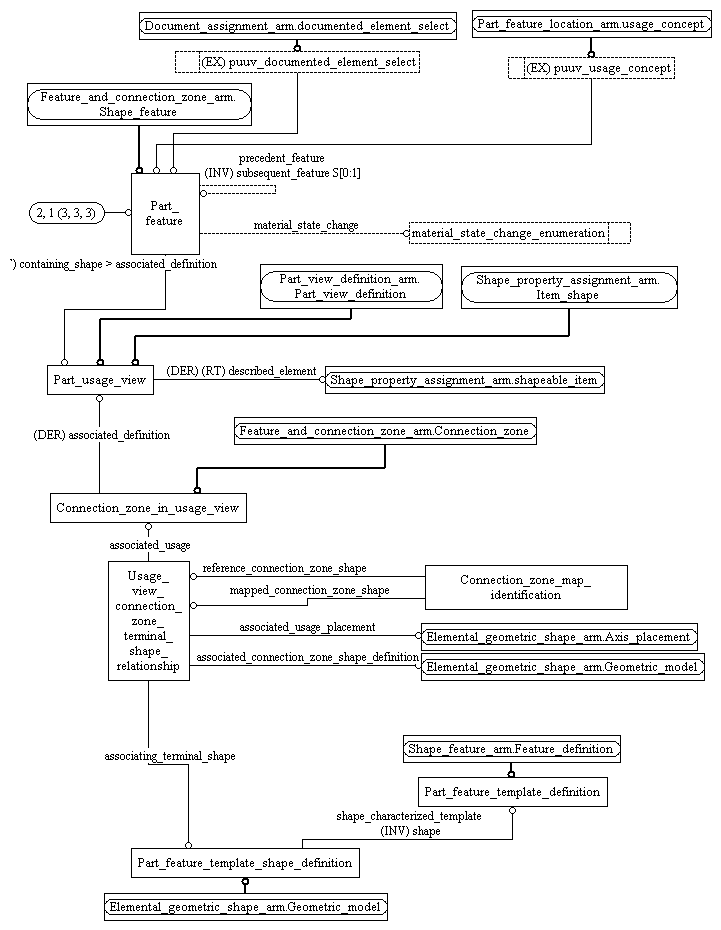 Document_assignment_arm.documented_element_select
Part_feature_location_arm.usage_concept
(EX) puuv_documented_element_select
(EX) puuv_usage_concept
Feature_and_connection_zone_arm.
Shape_feature
precedent_feature
(INV) subsequent_feature S[0:1]
2, 1 (3, 3, 3)
Part_
feature
material_state_change
material_state_change_enumeration
`) containing_shape > associated_definition
Part_view_definition_arm.
Part_view_definition
Shape_property_assignment_arm.
Item_shape
Part_usage_view
(DER) (RT) described_element
Shape_property_assignment_arm.shapeable_item
(DER) associated_definition
Feature_and_connection_zone_arm.Connection_zone
Connection_zone_in_usage_view
associated_usage
Usage_
view_
connection_
zone_
terminal_
shape_
relationship
reference_connection_zone_shape
mapped_connection_zone_shape
Connection_zone_map_
identification
associated_usage_placement
Elemental_geometric_shape_arm.Axis_placement
associated_connection_zone_shape_definition
Elemental_geometric_shape_arm.Geometric_model
associating_terminal_shape
Shape_feature_arm.Feature_definition
Part_feature_template_definition
shape_characterized_template
(INV) shape
Part_feature_template_shape_definition
Elemental_geometric_shape_arm.Geometric_model